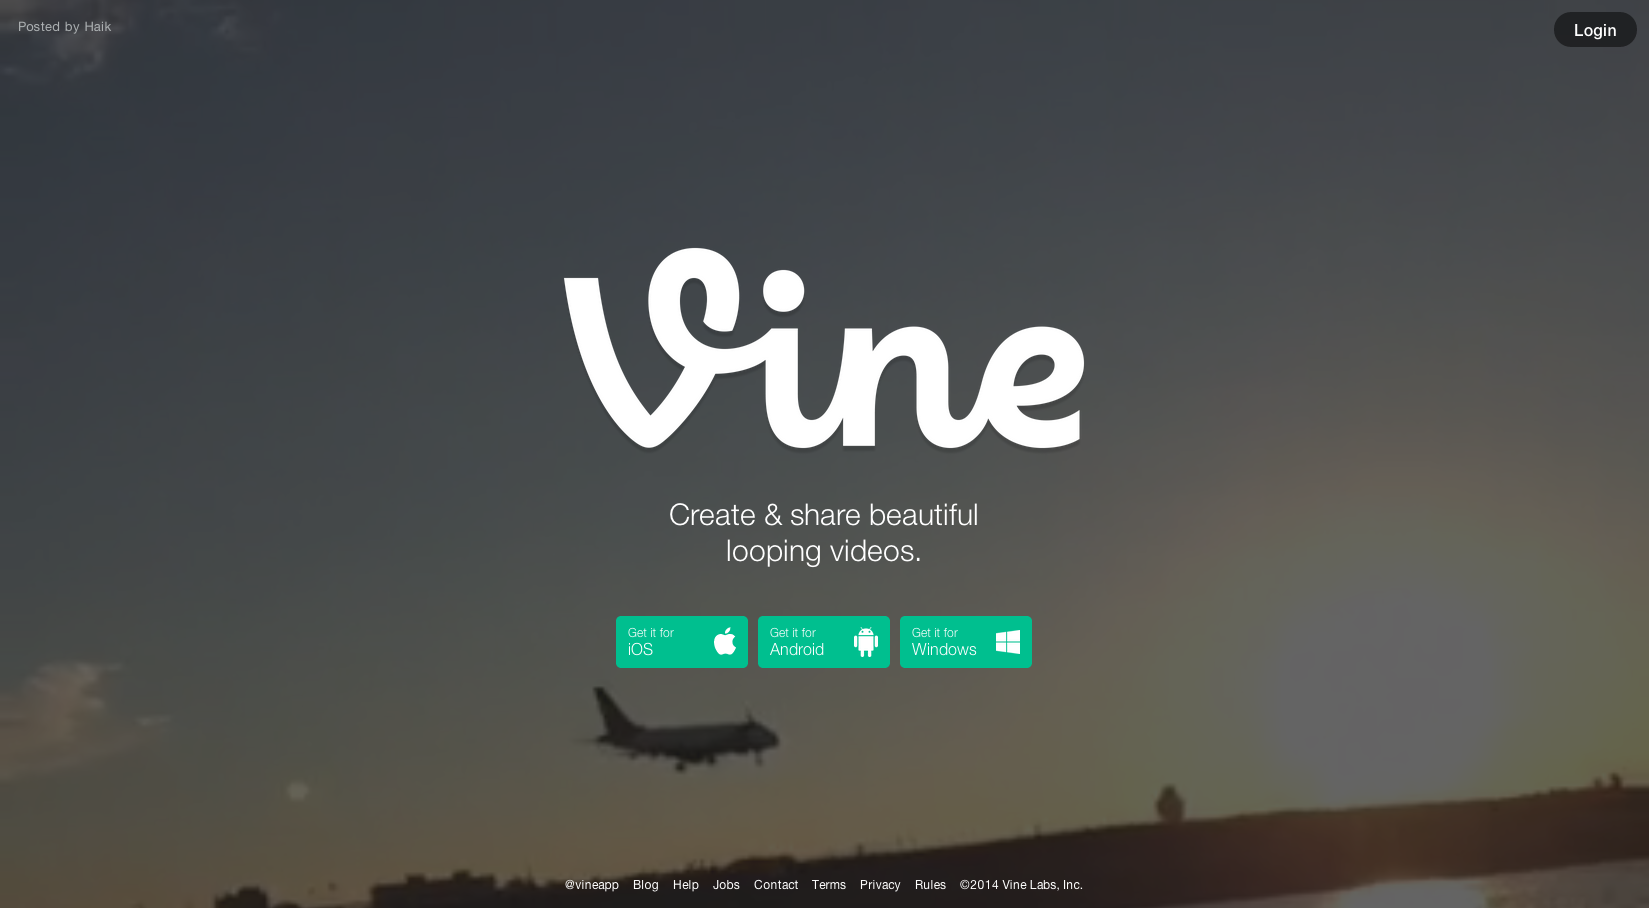 Posted by Haik
Login
Vine
Create & share beautiful
looping videos.
Get it for
iOS
Get it for
Android
Get it for
Windows
@vineapp Blog Help Jobs Contact Terms Privacy Rules ©2014 Vine Labs, Inc.